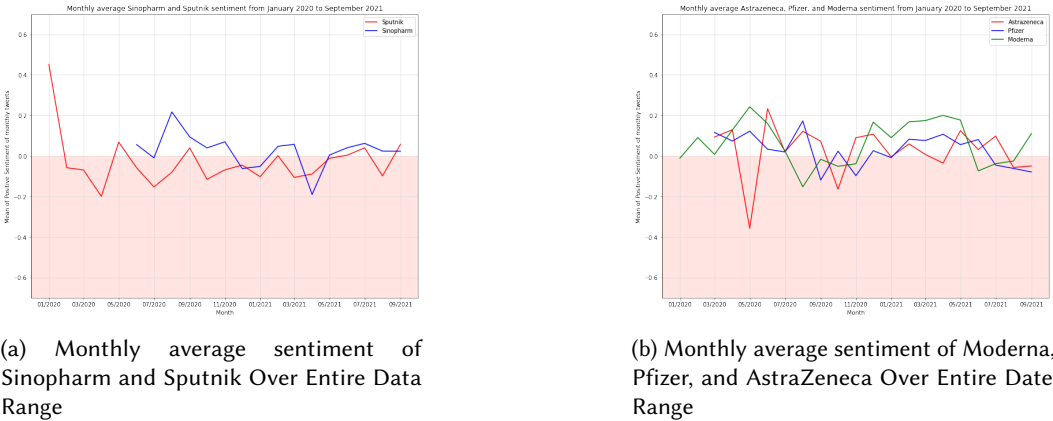 Monthly average Sinopharm and Sputnik sentiment from January 2020 to September 2021
Sputnik
Sinopharm
Mean of Positive Sentiment of monthly tweets
0.6
0.4
0.2
0.0
−0.2
−0.4
−0.6
01/2020 03/2020 05/2020 07/2020 09/2020 11/2020 01/2021 03/2021 05/2021 07/2021 09/2021
Month
(a) Monthly average sentiment of
Sinopharm and Sputnik Over Entire Data
Range
Monthly average Astrazeneca, Pfizer, and Moderna sentiment from January 2020 to September 2021
Astrazeneca
Pfizer
Moderna
Mean of Positive Sentiment of monthly tweets
0.6
0.4
0.2
0.0
−0.2
−0.4
−0.6
01/2020 03/2020 05/2020 07/2020 09/2020 11/2020 01/2021 03/2021 05/2021 07/2021 09/2021
Month
(b) Monthly average sentiment of Moderna,
Pfizer, and AstraZeneca Over Entire Date
Range